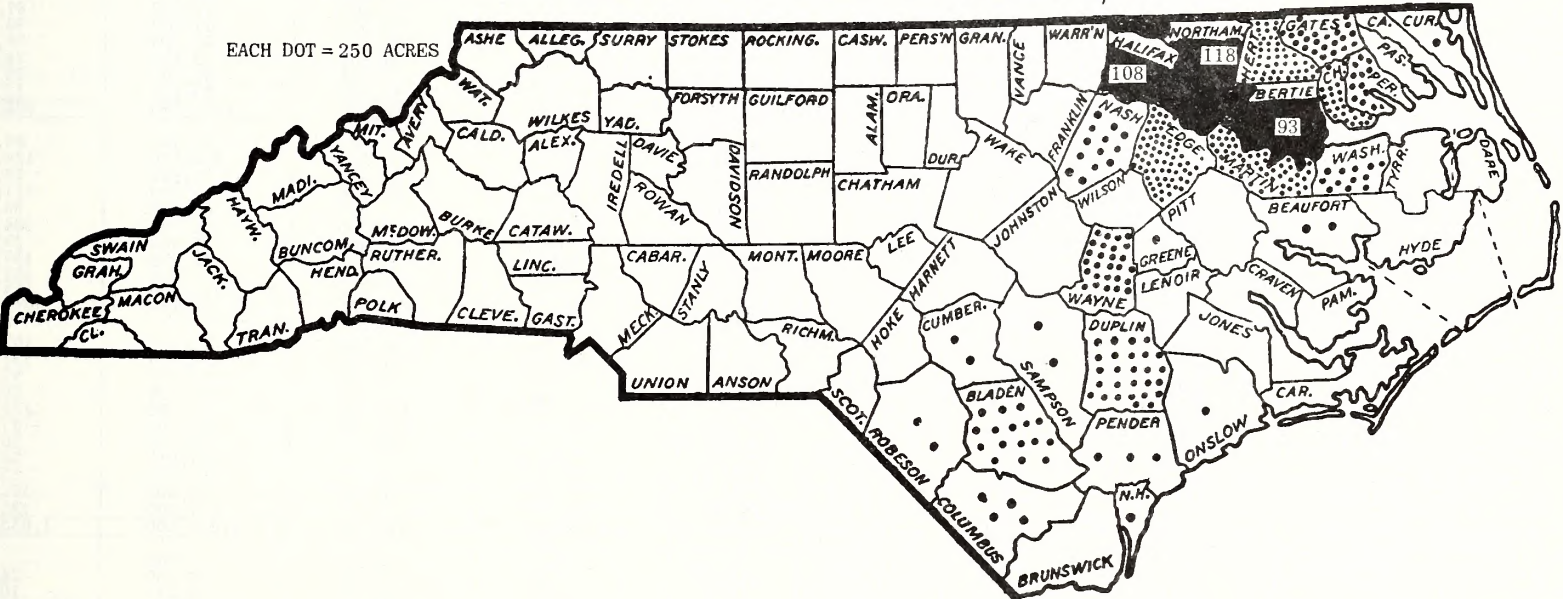 EACH DOT = 250 ACRES
ASHE
ALLEG.
SURRY
STOKES
ROCKING.
CASW.
PERS'N
GRAN.
VANCE
WARR'N
HALIFAX
NORTHAM.
HER
GATES
CA.
CUR.
PAS.
PER.
CH.
108
118
BERTIE
93
WAT.
WILKES
YAD.
FORSYTH
GUILFORD
ALAM.
ORA.
DUR.
FRANKLIN
NASH
EDGE
MARTIN
WASH.
TYRR.
DARE
MIT.
AVERY
CALD.
ALEX.
IREDELL
DAVIE
DAVIDSON
RANDOLPH
CHATHAM
WAKE
WILSON
PITT
BEAUFORT
HYDE
MADI.
YANCEY
BURKE
CATAW.
ROWAN
JOHNSTON
GREENE
LENOIR
CRAVEN
PAM.
SWAIN
HAYW.
BUNCOM.
McDOW.
RUTHER.
LINC.
CABAR.
STANLY
MONT.
MOORE
LEE
HARNETT
WAYNE
GRAH.
JACK.
HEND.
POLK
CLEVE.
GAST.
MECK.
RICHM.
HOKE
CUMBER.
SAMPSON
DUPLIN
JONES
CHEROKEE
MACON
CL.
TRAN.
UNION
ANSON
SCOT.
ROBESON
BLADEN
PENDER
ONSLOW
CAR.
COLUMBUS
N.H.
BRUNSWICK